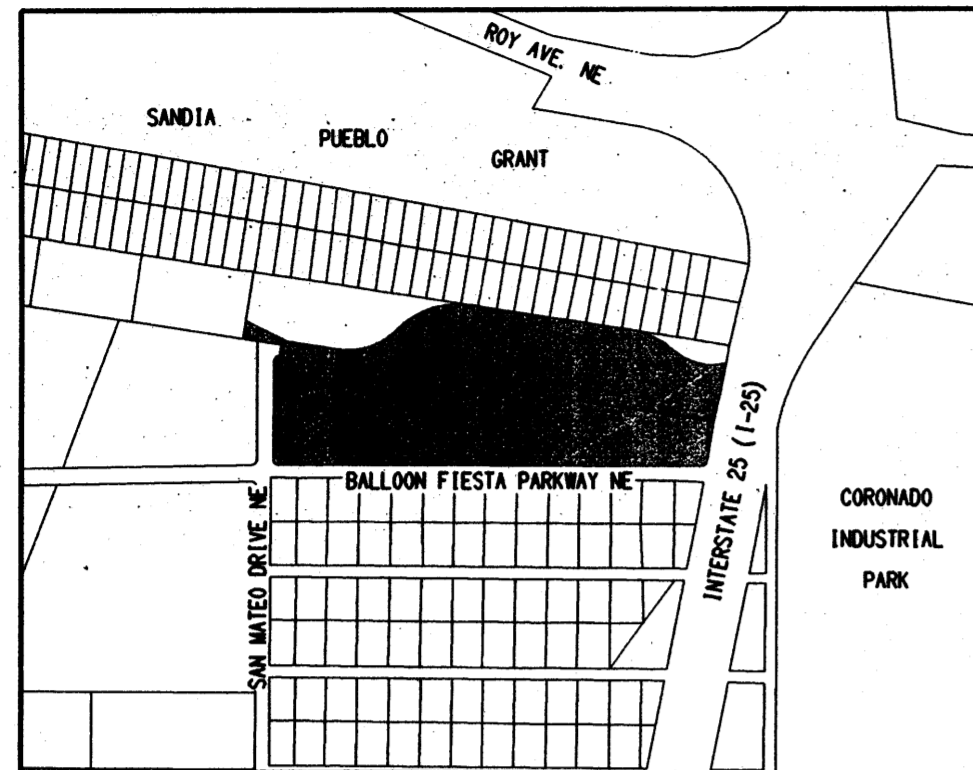 ROY AVE. NE
SANDIA
PUEBLO
GRANT
BALLOON FIESTA PARKWAY NE
SAN MATEO DRIVE NE
INTERSTATE 25 (I-25)
CORONADO
INDUSTRIAL
PARK